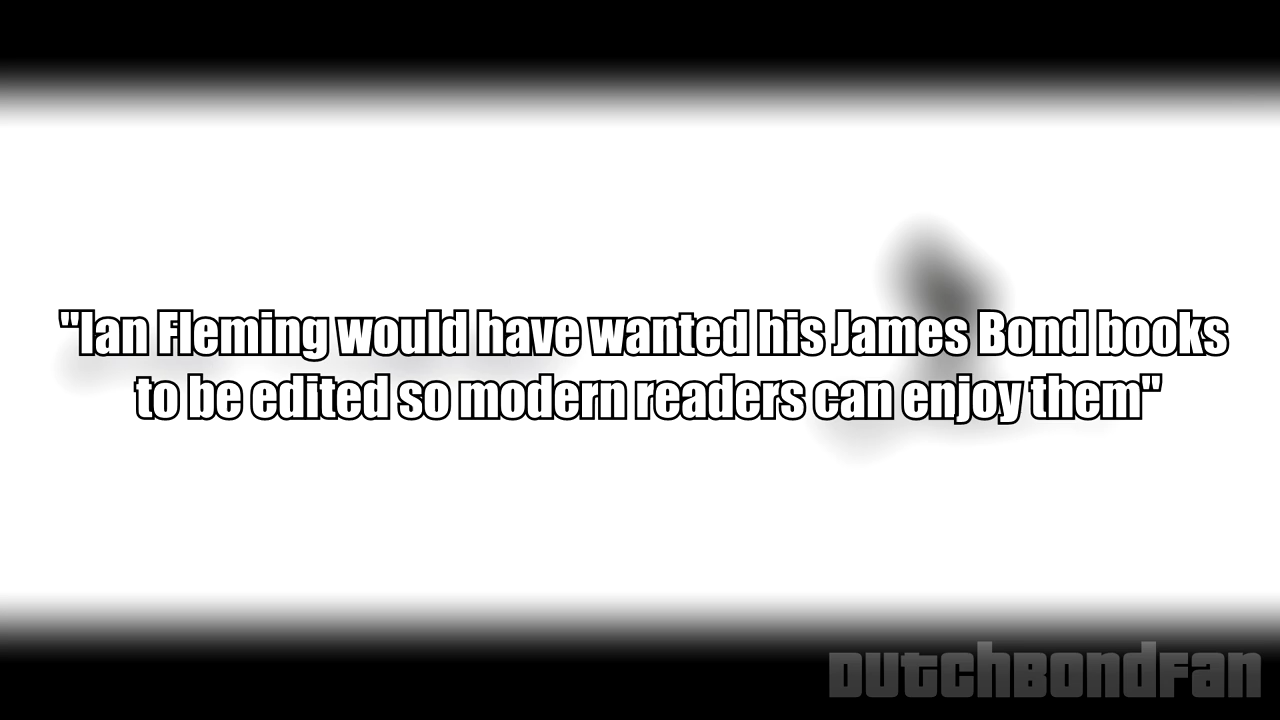 "Ian Fleming would have wanted his James Bond books
to be edited so modern readers can enjoy them"
DutchBondFan